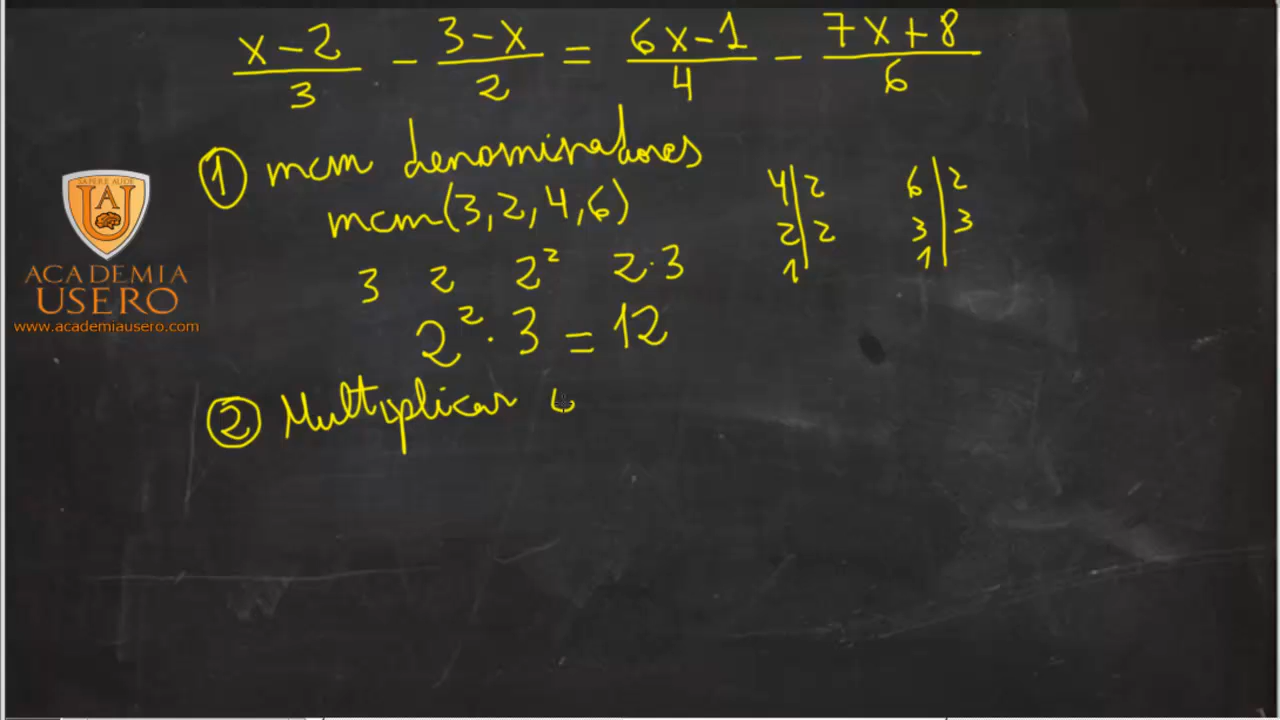 x-2/3 - 3-x/2 = 6x-1/4 - 7x+8/6
① mcm denominadores
mcm(3,2,4,6)
4|2
2|2
1|
6|2
3|3
1|
3 2 2² 2·3
2²·3=12
② Multiplicar
SAPERE AUDE
UA
ACADEMIA
USERO
www.academiausero.com